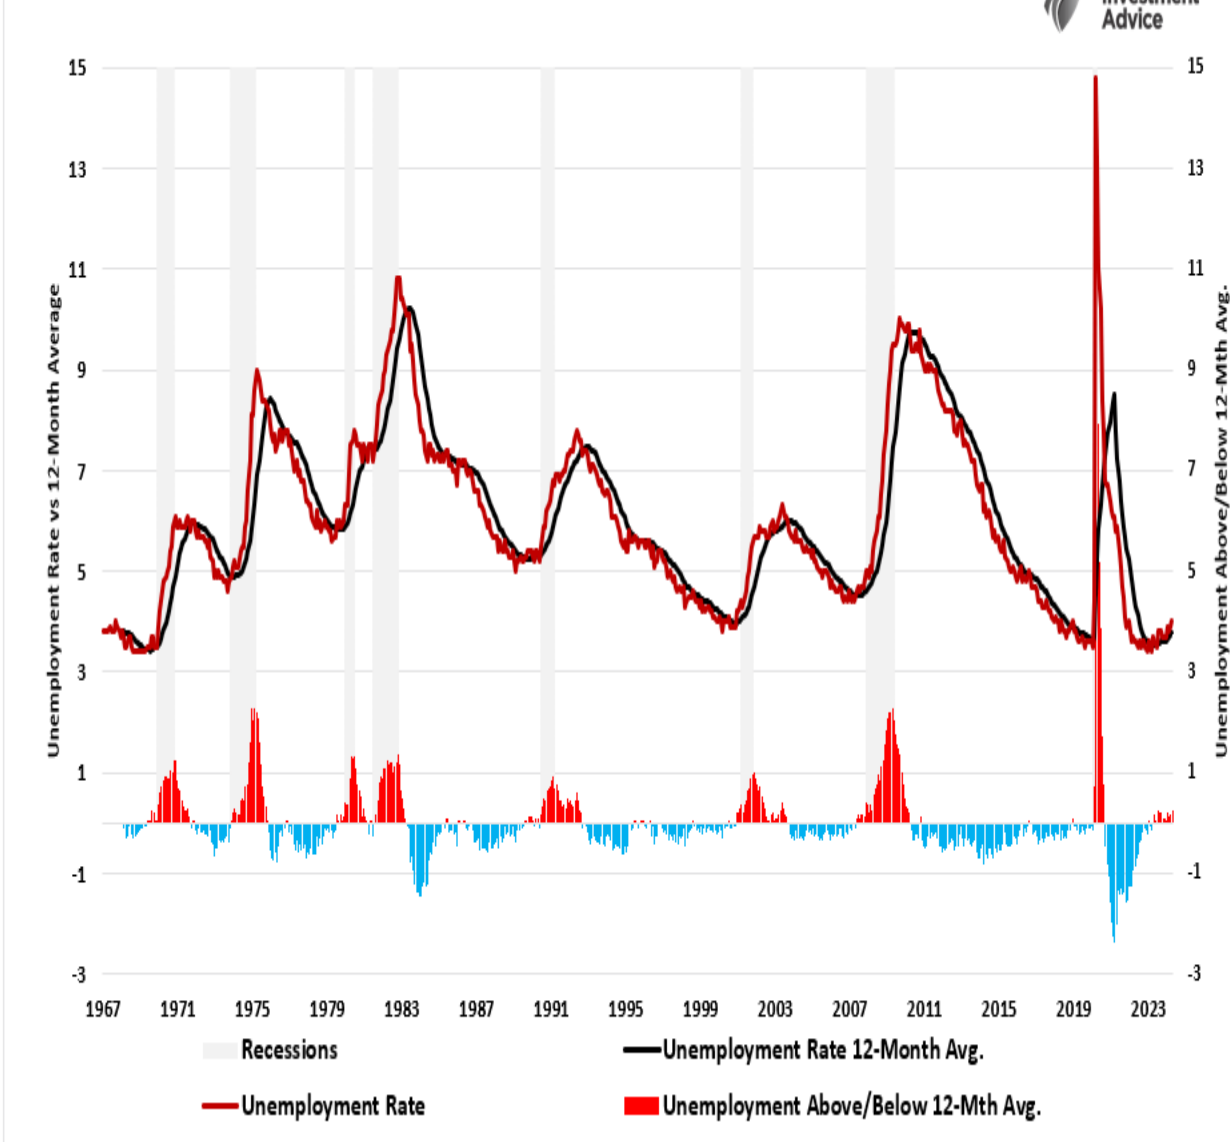 Advice
15
13
11
9
7
5
3
1
-1
-3
Unemployment Rate vs 12-Month Average
15
13
11
9
7
5
3
1
-1
-3
Unemployment Above/Below 12-Mth Avg.
1967 1971 1975 1979 1983 1987 1991 1995 1999 2003 2007 2011 2015 2019 2023
Recessions
Unemployment Rate 12-Month Avg.
Unemployment Rate
Unemployment Above/Below 12-Mth Avg.